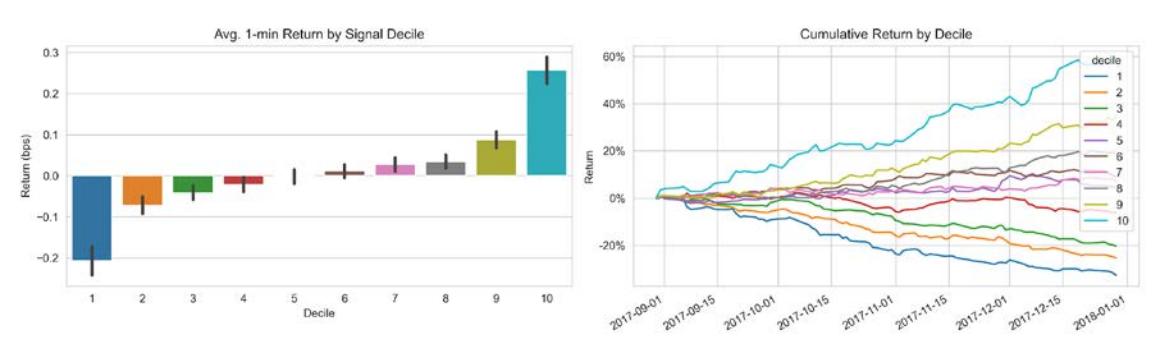 Avg. 1-min Return by Signal Decile
Return (bps)
0.3
0.2
0.1
0.0
−0.1
−0.2
1 2 3 4 5 6 7 8 9 10
Decile
Cumulative Return by Decile
Return
60%
40%
20%
0%
−20%
2017-09-01 2017-09-15 2017-10-01 2017-10-15 2017-11-01 2017-11-15 2017-12-01 2017-12-15 2018-01-01
decile
1
2
3
4
5
6
7
8
9
10